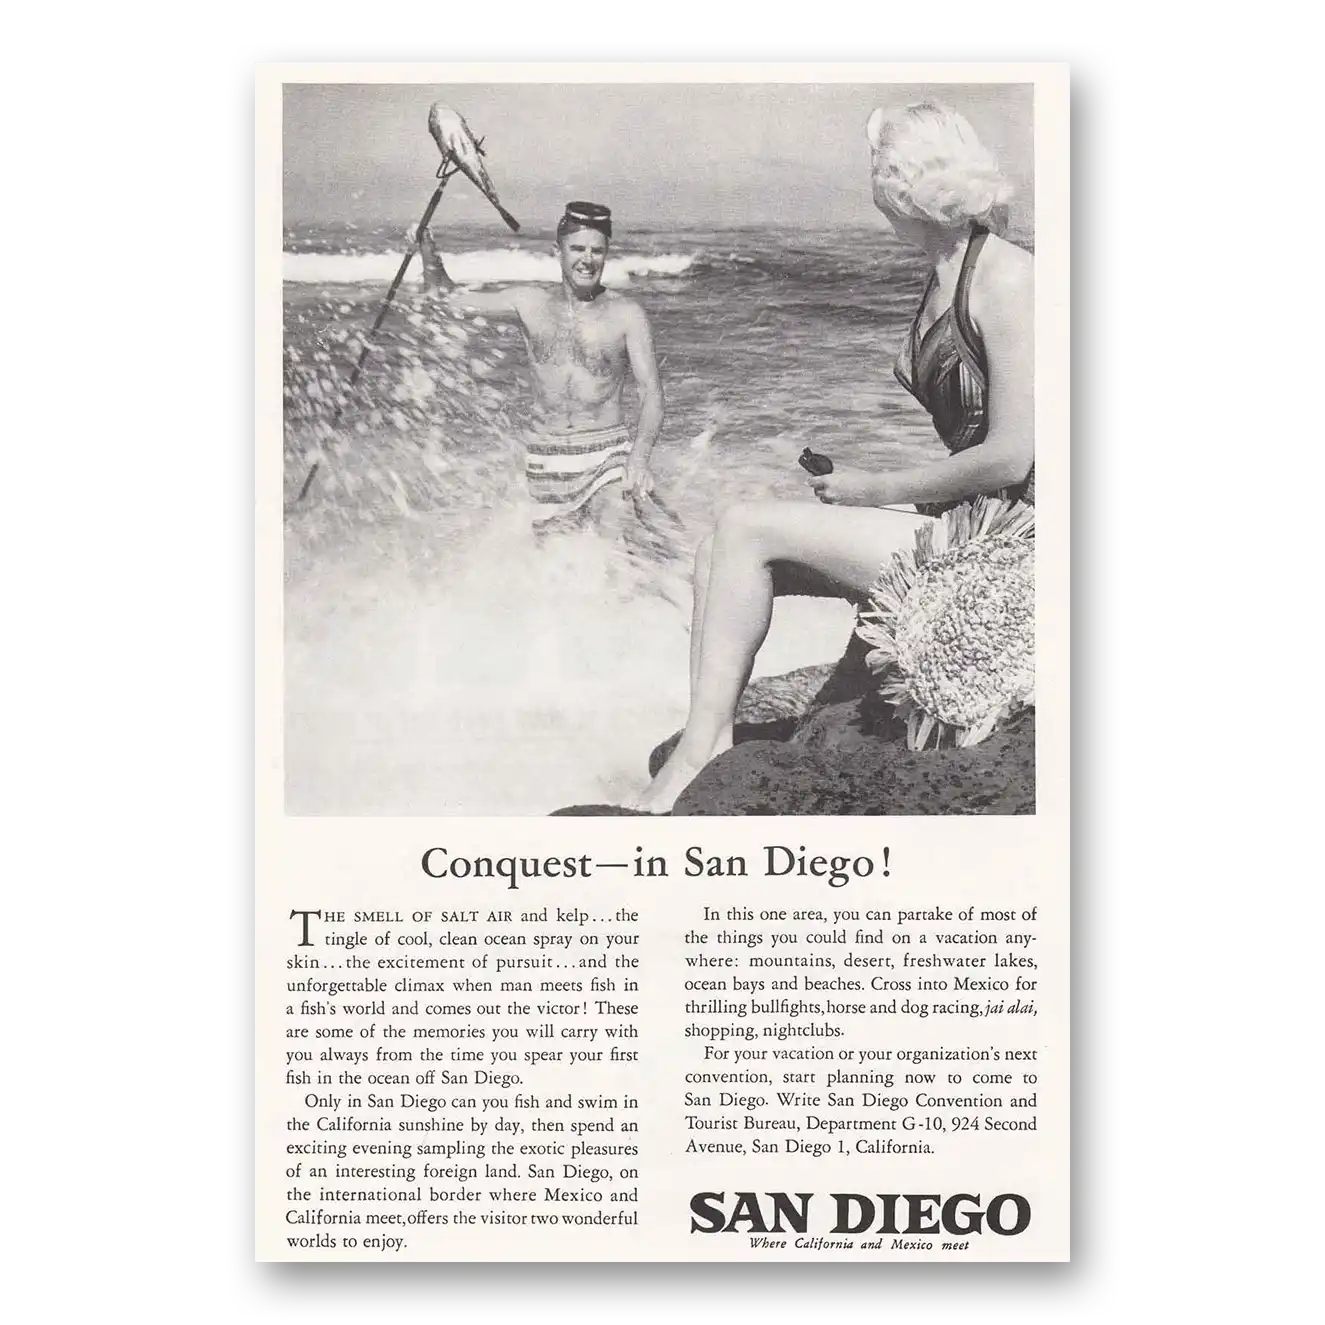 Conquest—in San Diego!
THE SMELL OF SALT AIR and kelp...the
tingle of cool, clean ocean spray on your
skin...the excitement of pursuit...and the
unforgettable climax when man meets fish in
a fish's world and comes out the victor! These
are some of the memories you will carry with
you always from the time you spear your first
fish in the ocean off San Diego.
Only in San Diego can you fish and swim in
the California sunshine by day, then spend an
exciting evening sampling the exotic pleasures
of an interesting foreign land. San Diego, on
the international border where Mexico and
California meet, offers the visitor two wonderful
worlds to enjoy.
In this one area, you can partake of most of
the things you could find on a vacation any-
where: mountains, desert, freshwater lakes,
ocean bays and beaches. Cross into Mexico for
thrilling bullfights, horse and dog racing, jai alai,
shopping, nightclubs.
For your vacation or your organization's next
convention, start planning now to come to
San Diego. Write San Diego Convention and
Tourist Bureau, Department G-10, 924 Second
Avenue, San Diego 1, California.
SAN DIEGO
Where California and Mexico meet